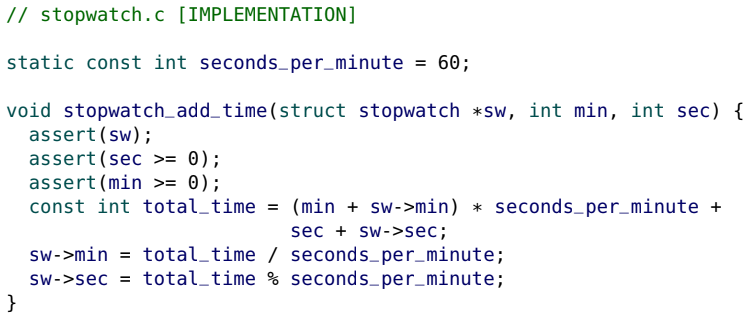 // stopwatch.c [IMPLEMENTATION]

static const int seconds_per_minute = 60;

void stopwatch_add_time(struct stopwatch *sw, int min, int sec) {
  assert(sw);
  assert(sec >= 0);
  assert(min >= 0);
  const int total_time = (min + sw->min) * seconds_per_minute +
                         sec + sw->sec;
  sw->min = total_time / seconds_per_minute;
  sw->sec = total_time % seconds_per_minute;
}